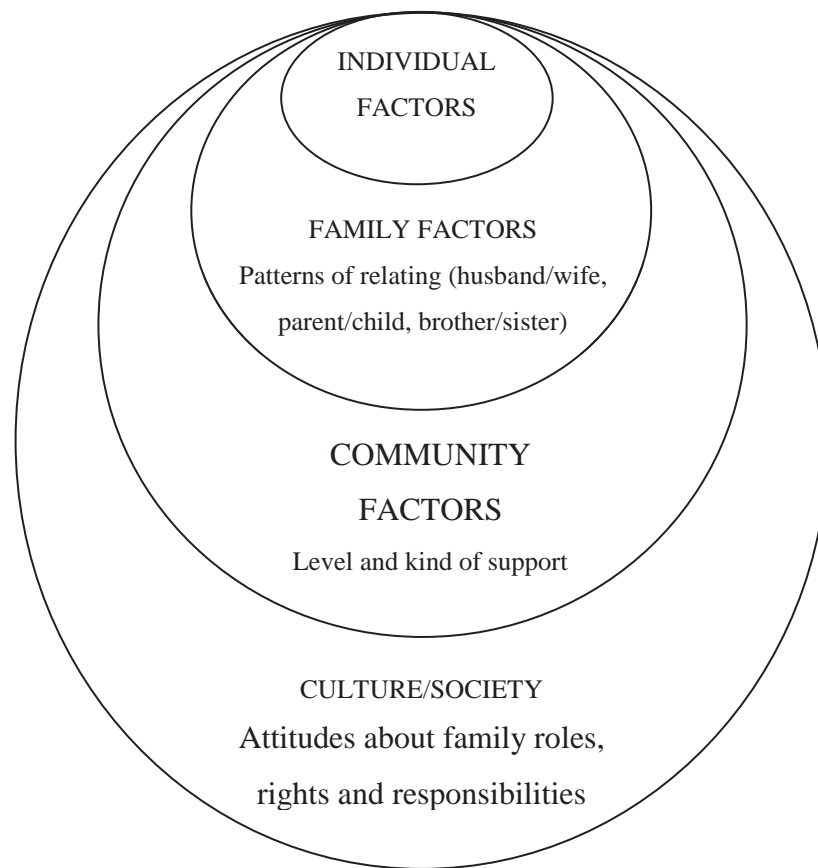 INDIVIDUAL
FACTORS
FAMILY FACTORS
Patterns of relating (husband/wife,
parent/child, brother/sister)
COMMUNITY
FACTORS
Level and kind of support
CULTURE/SOCIETY
Attitudes about family roles,
rights and responsibilities